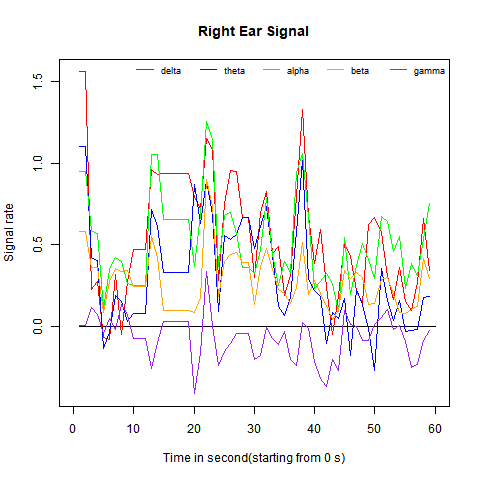 Right Ear Signal
delta theta alpha beta gamma
Signal rate
1.5
1.0
0.5
0.0
0 10 20 30 40 50 60
Time in second(starting from 0 s)